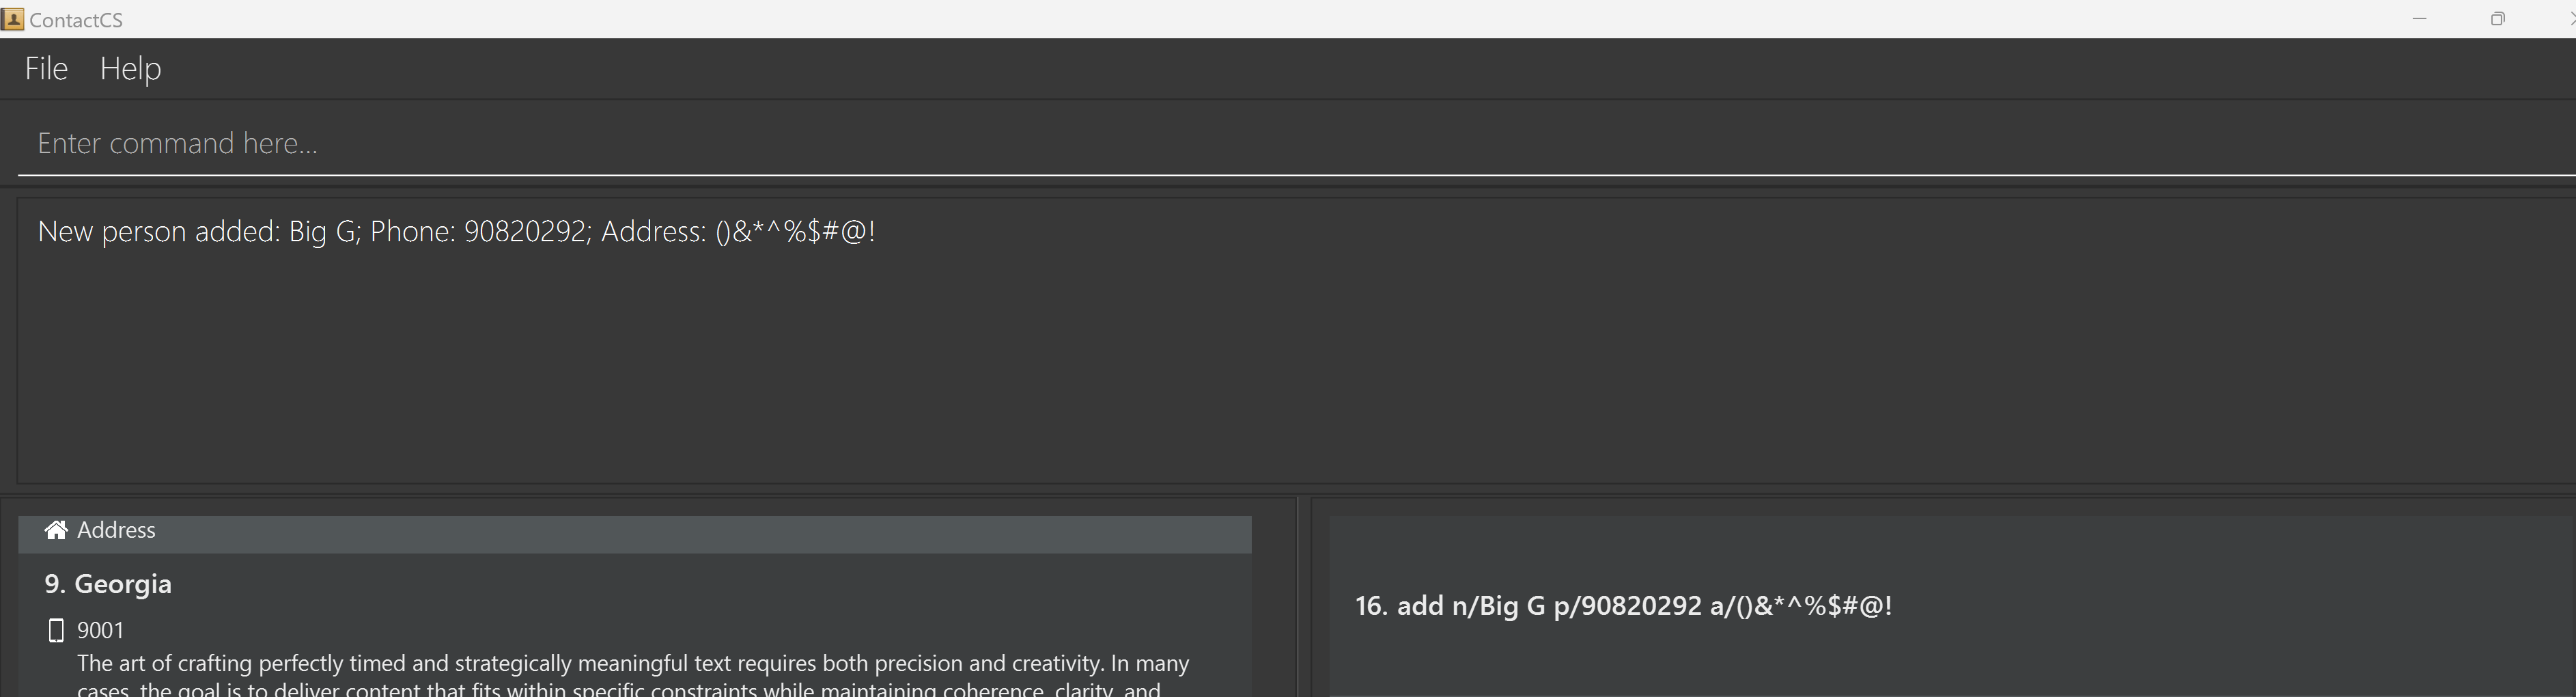 ContactCS
File Help
Enter command here...
New person added: Big G; Phone: 90820292; Address: ()&*^%$#@!
Address
9. Georgia
9001
The art of crafting perfectly timed and strategically meaningful text requires both precision and creativity. In many
cases, the goal is to deliver content that fits within specific constraints while maintaining coherence, clarity, and
16. add n/Big G p/90820292 a/()&*^%$#@!